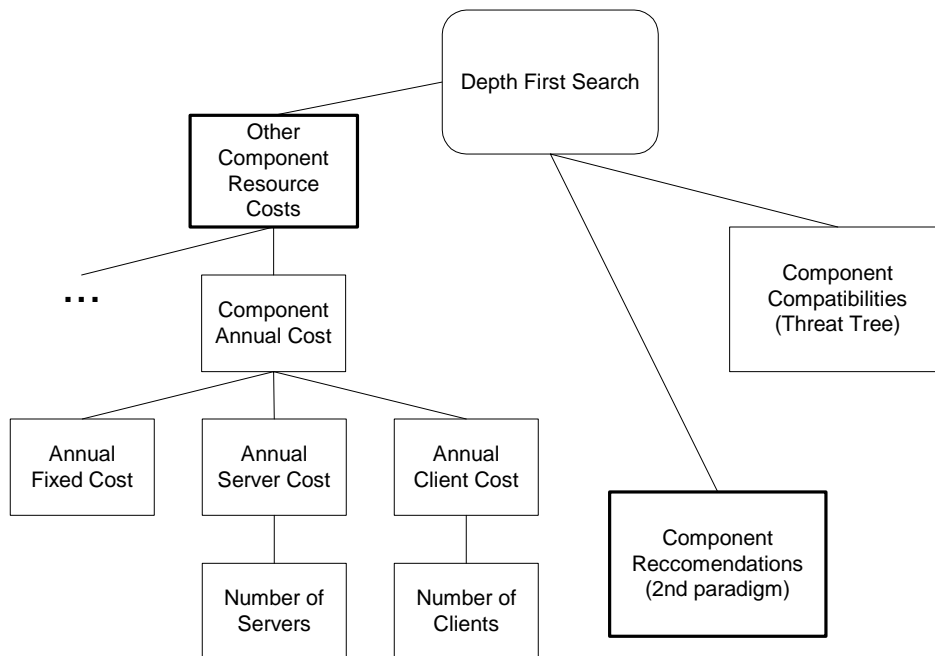 Depth First Search
Other
Component
Resource
Costs
...
Component
Annual Cost
Component
Compatibilities
(Threat Tree)
Annual
Fixed Cost
Annual
Server Cost
Annual
Client Cost
Component
Reccomendations
(2nd paradigm)
Number of
Servers
Number of
Clients